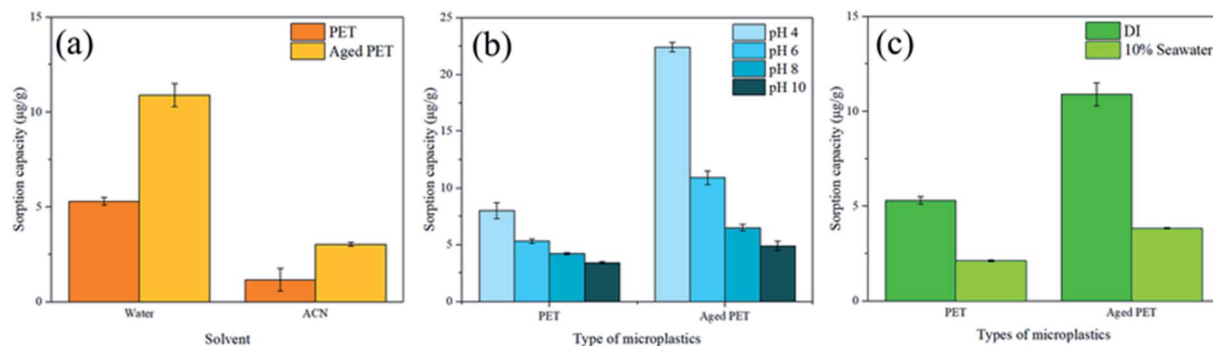 (a)
PET
Aged PET
15
10
5
0
Sorption capacity (µg/g)
Water
ACN
Solvent
(b)
pH 4
pH 6
pH 8
pH 10
25
20
15
10
5
0
Sorption capacity (µg/g)
PET
Aged PET
Type of microplastics
(c)
DI
10% Seawater
15
10
5
0
Sorption capacity (µg/g)
PET
Aged PET
Types of microplastics